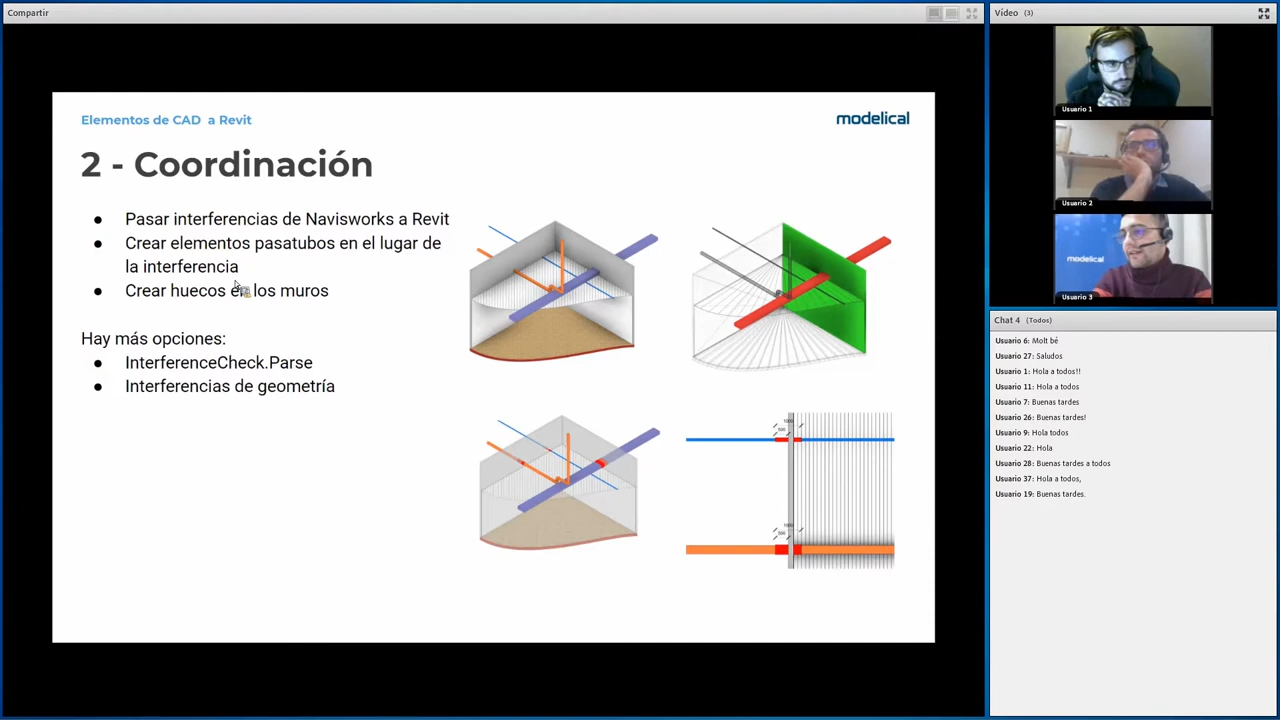 Compartir
Elementos de CAD a Revit
modelical
2 - Coordinación
● Pasar interferencias de Navisworks a Revit
● Crear elementos pasatubos en el lugar de
la interferencia
● Crear huecos en los muros
Hay más opciones:
● InterferenceCheck.Parse
● Interferencias de geometría
Vídeo (3)
Usuario 1
Usuario 2
modelical
Usuario 3
Chat 4 (Todos)
Usuario 6: Molt bé
Usuario 27: Saludos
Usuario 1: Hola a todos!!
Usuario 11: Hola a todos
Usuario 7: Buenas tardes
Usuario 26: Buenas tardes!
Usuario 9: Hola todos
Usuario 22: Hola
Usuario 28: Buenas tardes a todos
Usuario 37: Hola a todos,
Usuario 19: Buenas tardes.